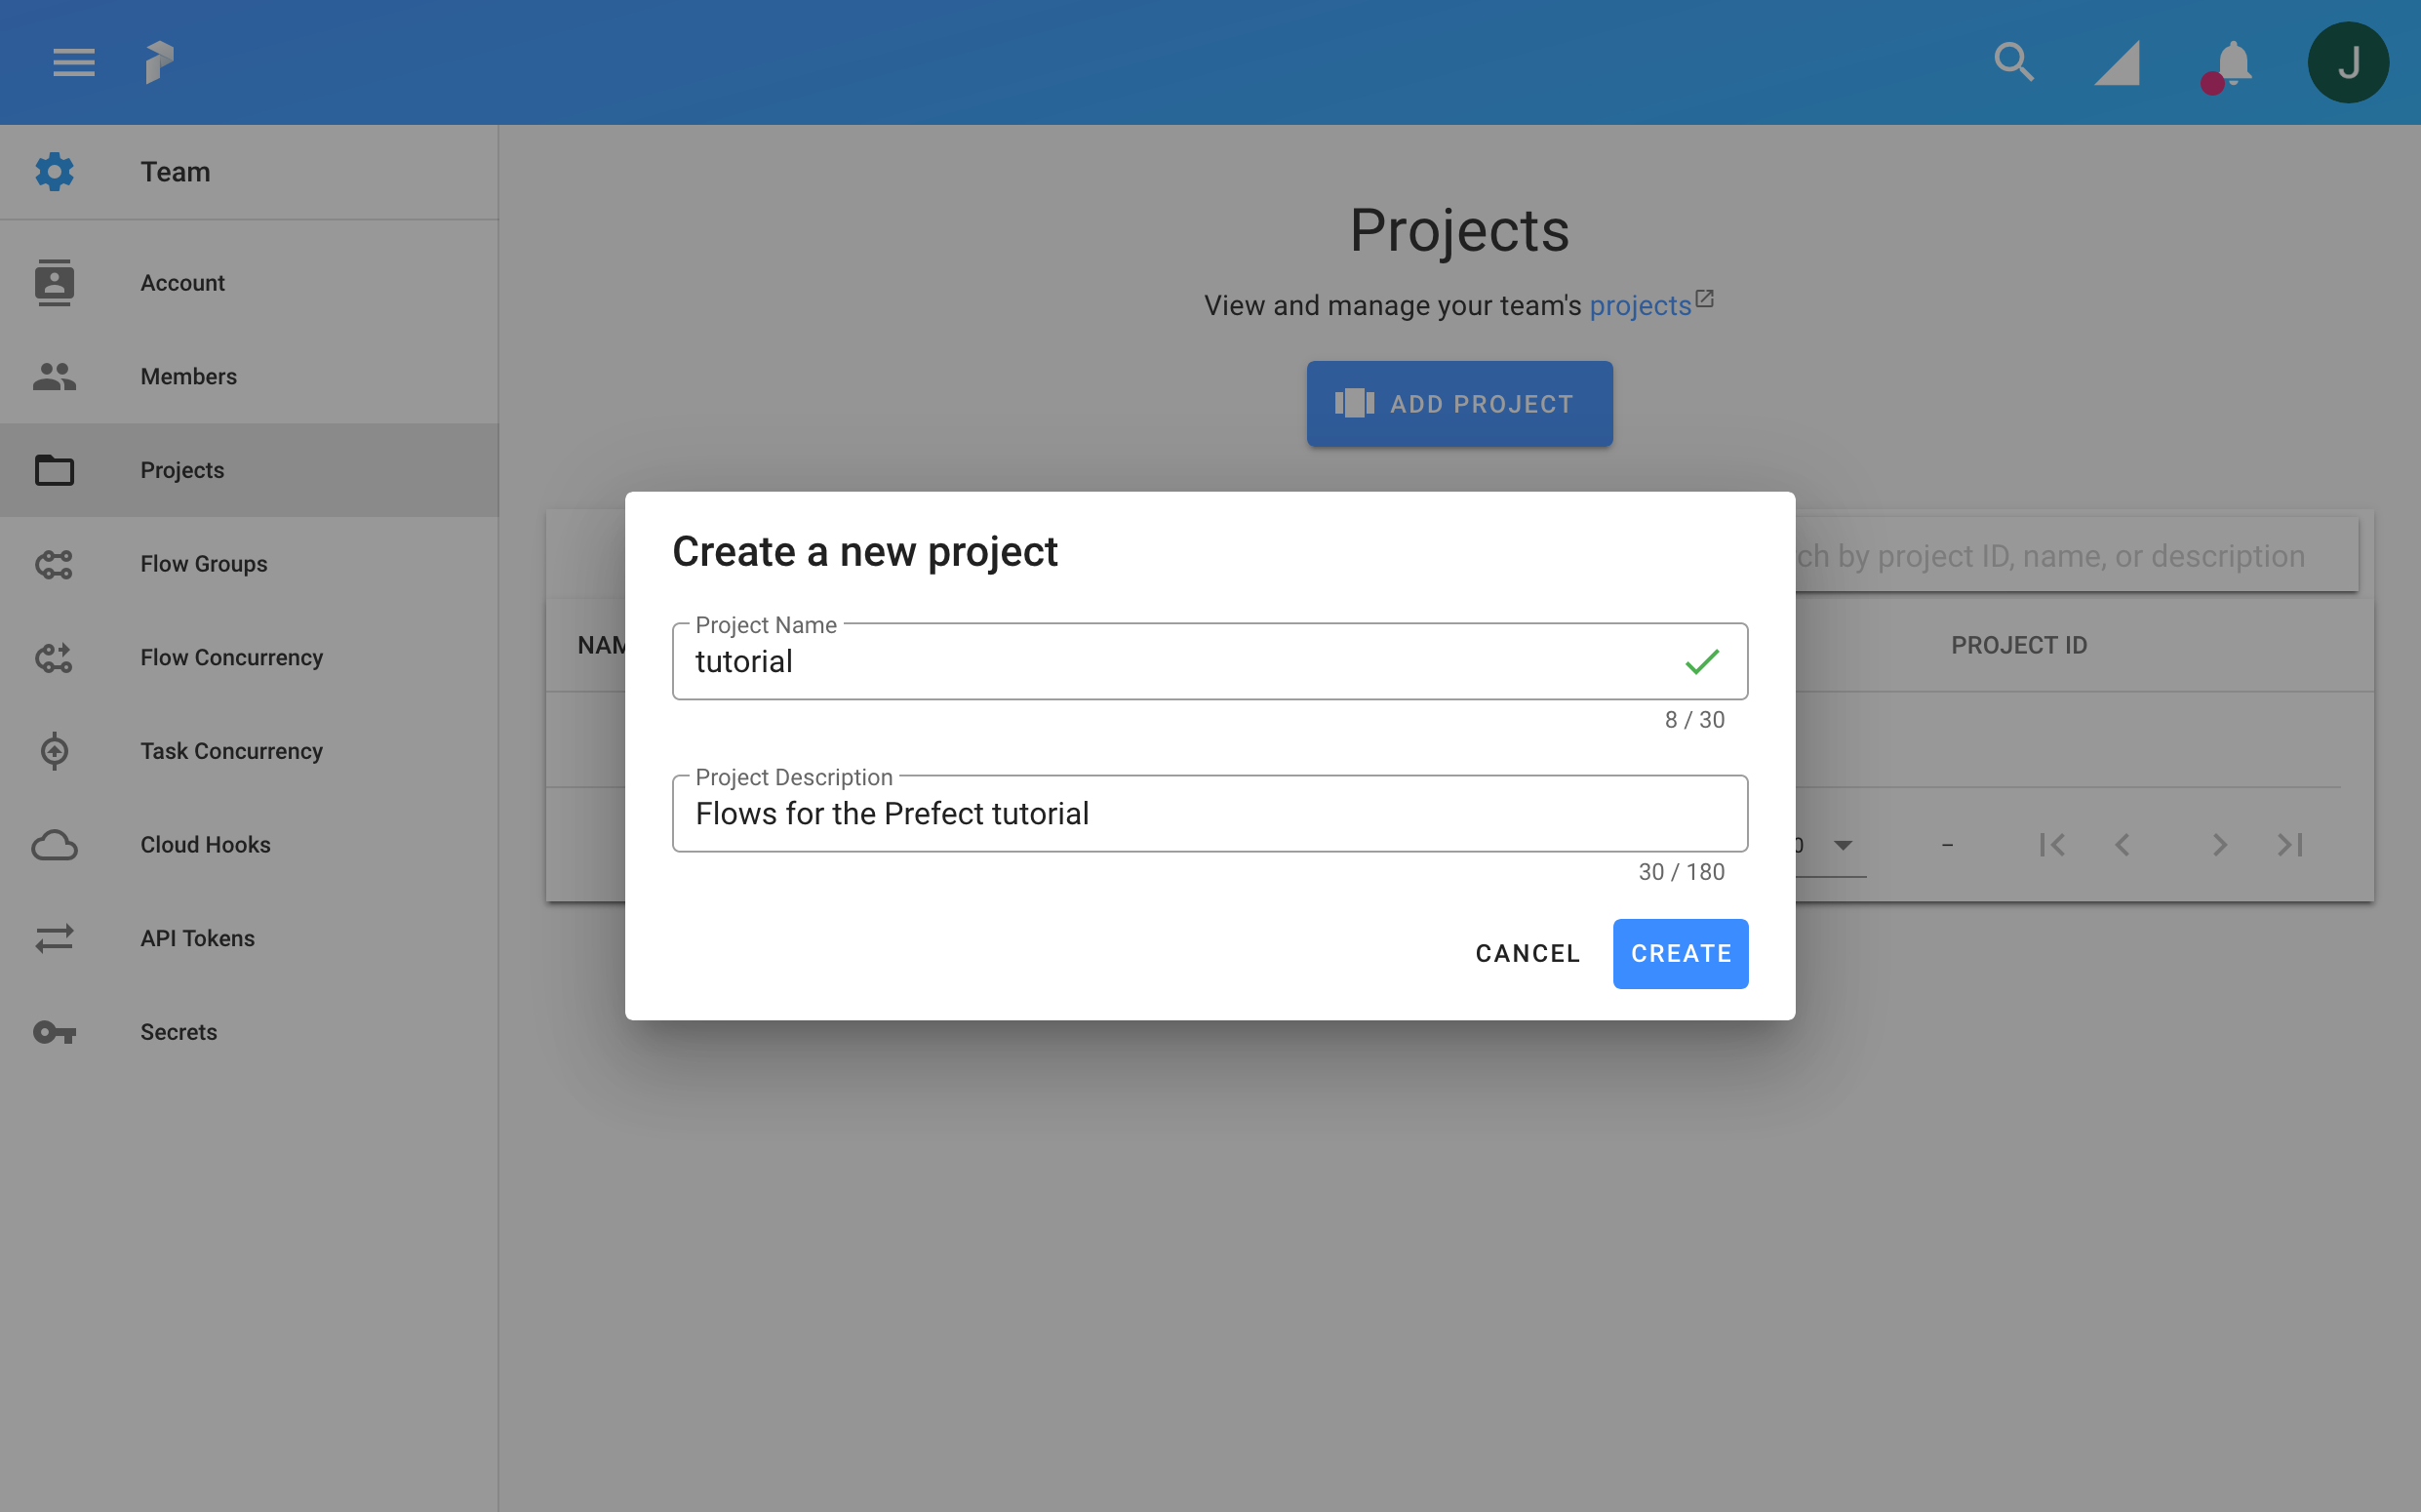 J
Team
Account
Members
Projects
Flow Groups
Flow Concurrency
Task Concurrency
Cloud Hooks
API Tokens
Secrets
Projects
View and manage your team's projects
ADD PROJECT
by project ID, name, or description
PROJECT ID
–
Create a new project
Project Name
tutorial
8 / 30
Project Description
Flows for the Prefect tutorial
30 / 180
CANCEL
CREATE